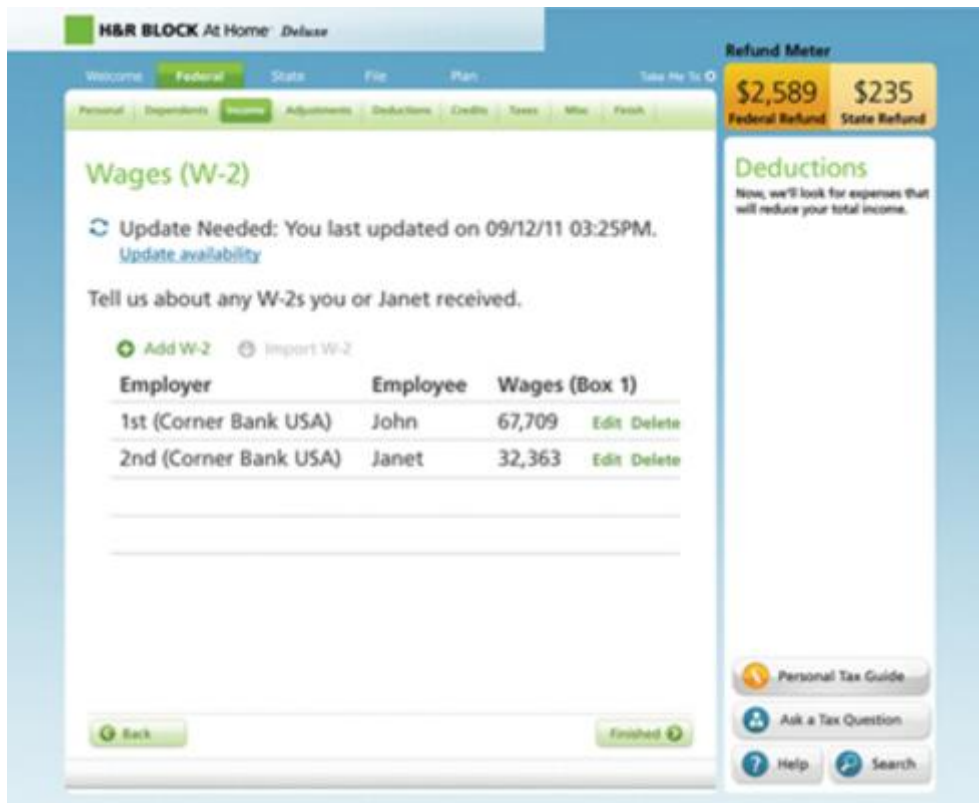 H&R BLOCK At Home Deluxe
Refund Meter
Welcome Federal State File Plan Take Me To
$2,589 $235
Federal Refund State Refund
Personal Dependents Income Adjustments Deductions Credits Taxes Misc Finish
Wages (W-2)
Deductions
Now, we'll look for expenses that
will reduce your total income.
Update Needed: You last updated on 09/12/11 03:25PM.
Update availability
Tell us about any W-2s you or Janet received.
Add W-2 Import W-2
Employer Employee Wages (Box 1)
1st (Corner Bank USA) John 67,709 Edit Delete
2nd (Corner Bank USA) Janet 32,363 Edit Delete
Personal Tax Guide
Ask a Tax Question
Back Finished
Help Search